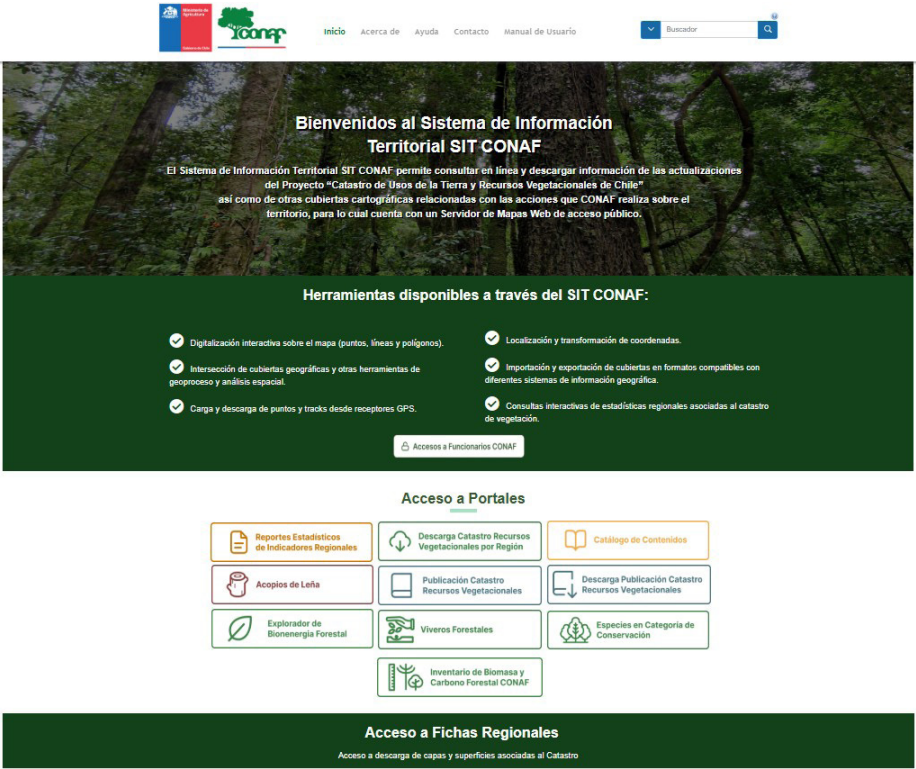 Ministerio de
Agricultura
Gobierno de Chile
conaf
Inicio
Acerca de
Ayuda
Contacto
Manual de Usuario
Buscador
Bienvenidos al Sistema de Información
Territorial SIT CONAF
El Sistema de Información Territorial SIT CONAF permite consultar en línea y descargar información de las actualizaciones
del Proyecto “Catastro de Usos de la Tierra y Recursos Vegetacionales de Chile”
así como de otras cubiertas cartográficas relacionadas con las acciones que CONAF realiza sobre el
territorio, para lo cual cuenta con un Servidor de Mapas Web de acceso público.
Herramientas disponibles a través del SIT CONAF:
Digitalización interactiva sobre el mapa (puntos, líneas y polígonos).
Intersección de cubiertas geográficas y otras herramientas de
geoproceso y análisis espacial.
Carga y descarga de puntos y tracks desde receptores GPS.
Localización y transformación de coordenadas.
Importación y exportación de cubiertas en formatos compatibles con
diferentes sistemas de información geográfica.
Consultas interactivas de estadísticas regionales asociadas al catastro
de vegetación.
Accesos a Funcionarios CONAF
Acceso a Portales
Reportes Estadísticos
de Indicadores Regionales
Descarga Catastro Recursos
Vegetacionales por Región
Catálogo de Contenidos
Acopios de Leña
Publicación Catastro
Recursos Vegetacionales
Descarga Publicación Catastro
Recursos Vegetacionales
Explorador de
Bionenergia Forestal
Viveros Forestales
Especies en Categoria de
Conservación
Inventario de Biomasa y
Carbono Forestal CONAF
Acceso a Fichas Regionales
Acceso a descarga de capas y superficies asociadas al Catastro